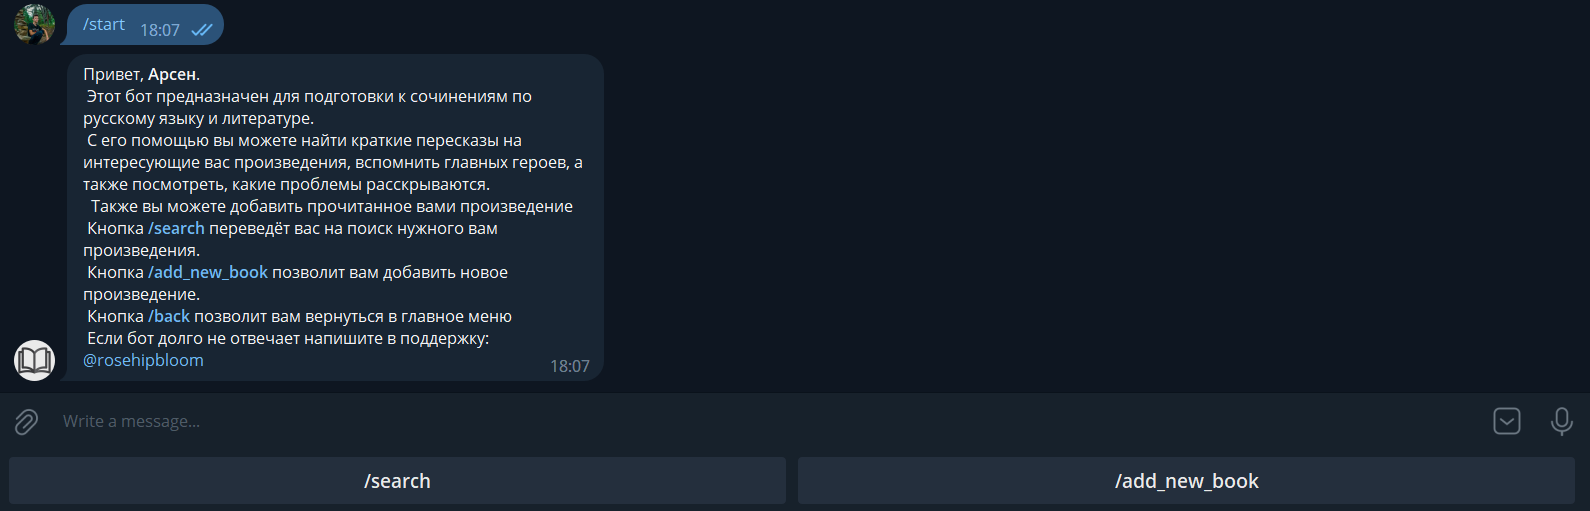 /start
18:07
Привет, Арсен.
Этот бот предназначен для подготовки к сочинениям по
русскому языку и литературе.
С его помощью вы можете найти краткие пересказы на
интересующие вас произведения, вспомнить главных героев, а
также посмотреть, какие проблемы расскрываются.
Также вы можете добавить прочитанное вами произведение
Кнопка /search переведёт вас на поиск нужного вам
произведения.
Кнопка /add_new_book позволит вам добавить новое
произведение.
Кнопка /back позволит вам вернуться в главное меню
Если бот долго не отвечает напишите в поддержку:
@rosehipbloom
18:07
Write a message...
/search
/add_new_book